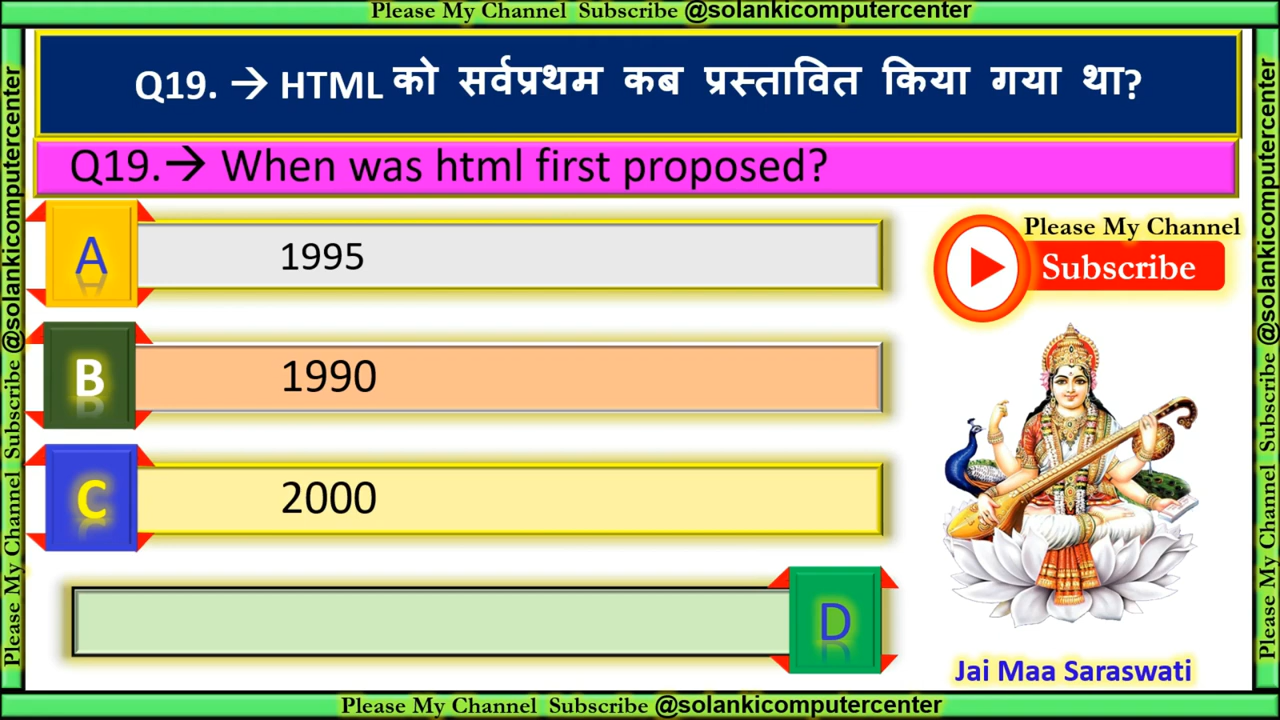 Please My Channel Subscribe @solankicomputercenter
Q19. → HTML को सर्वप्रथम कब प्रस्तावित किया गया था?
Q19.→ When was html first proposed?
A 1995
B 1990
C 2000
D
Please My Channel
Subscribe
Jai Maa Saraswati
Please My Channel Subscribe @solankicomputercenter
Please My Channel Subscribe @solankicomputercenter
Please My Channel Subscribe @solankicomputercenter